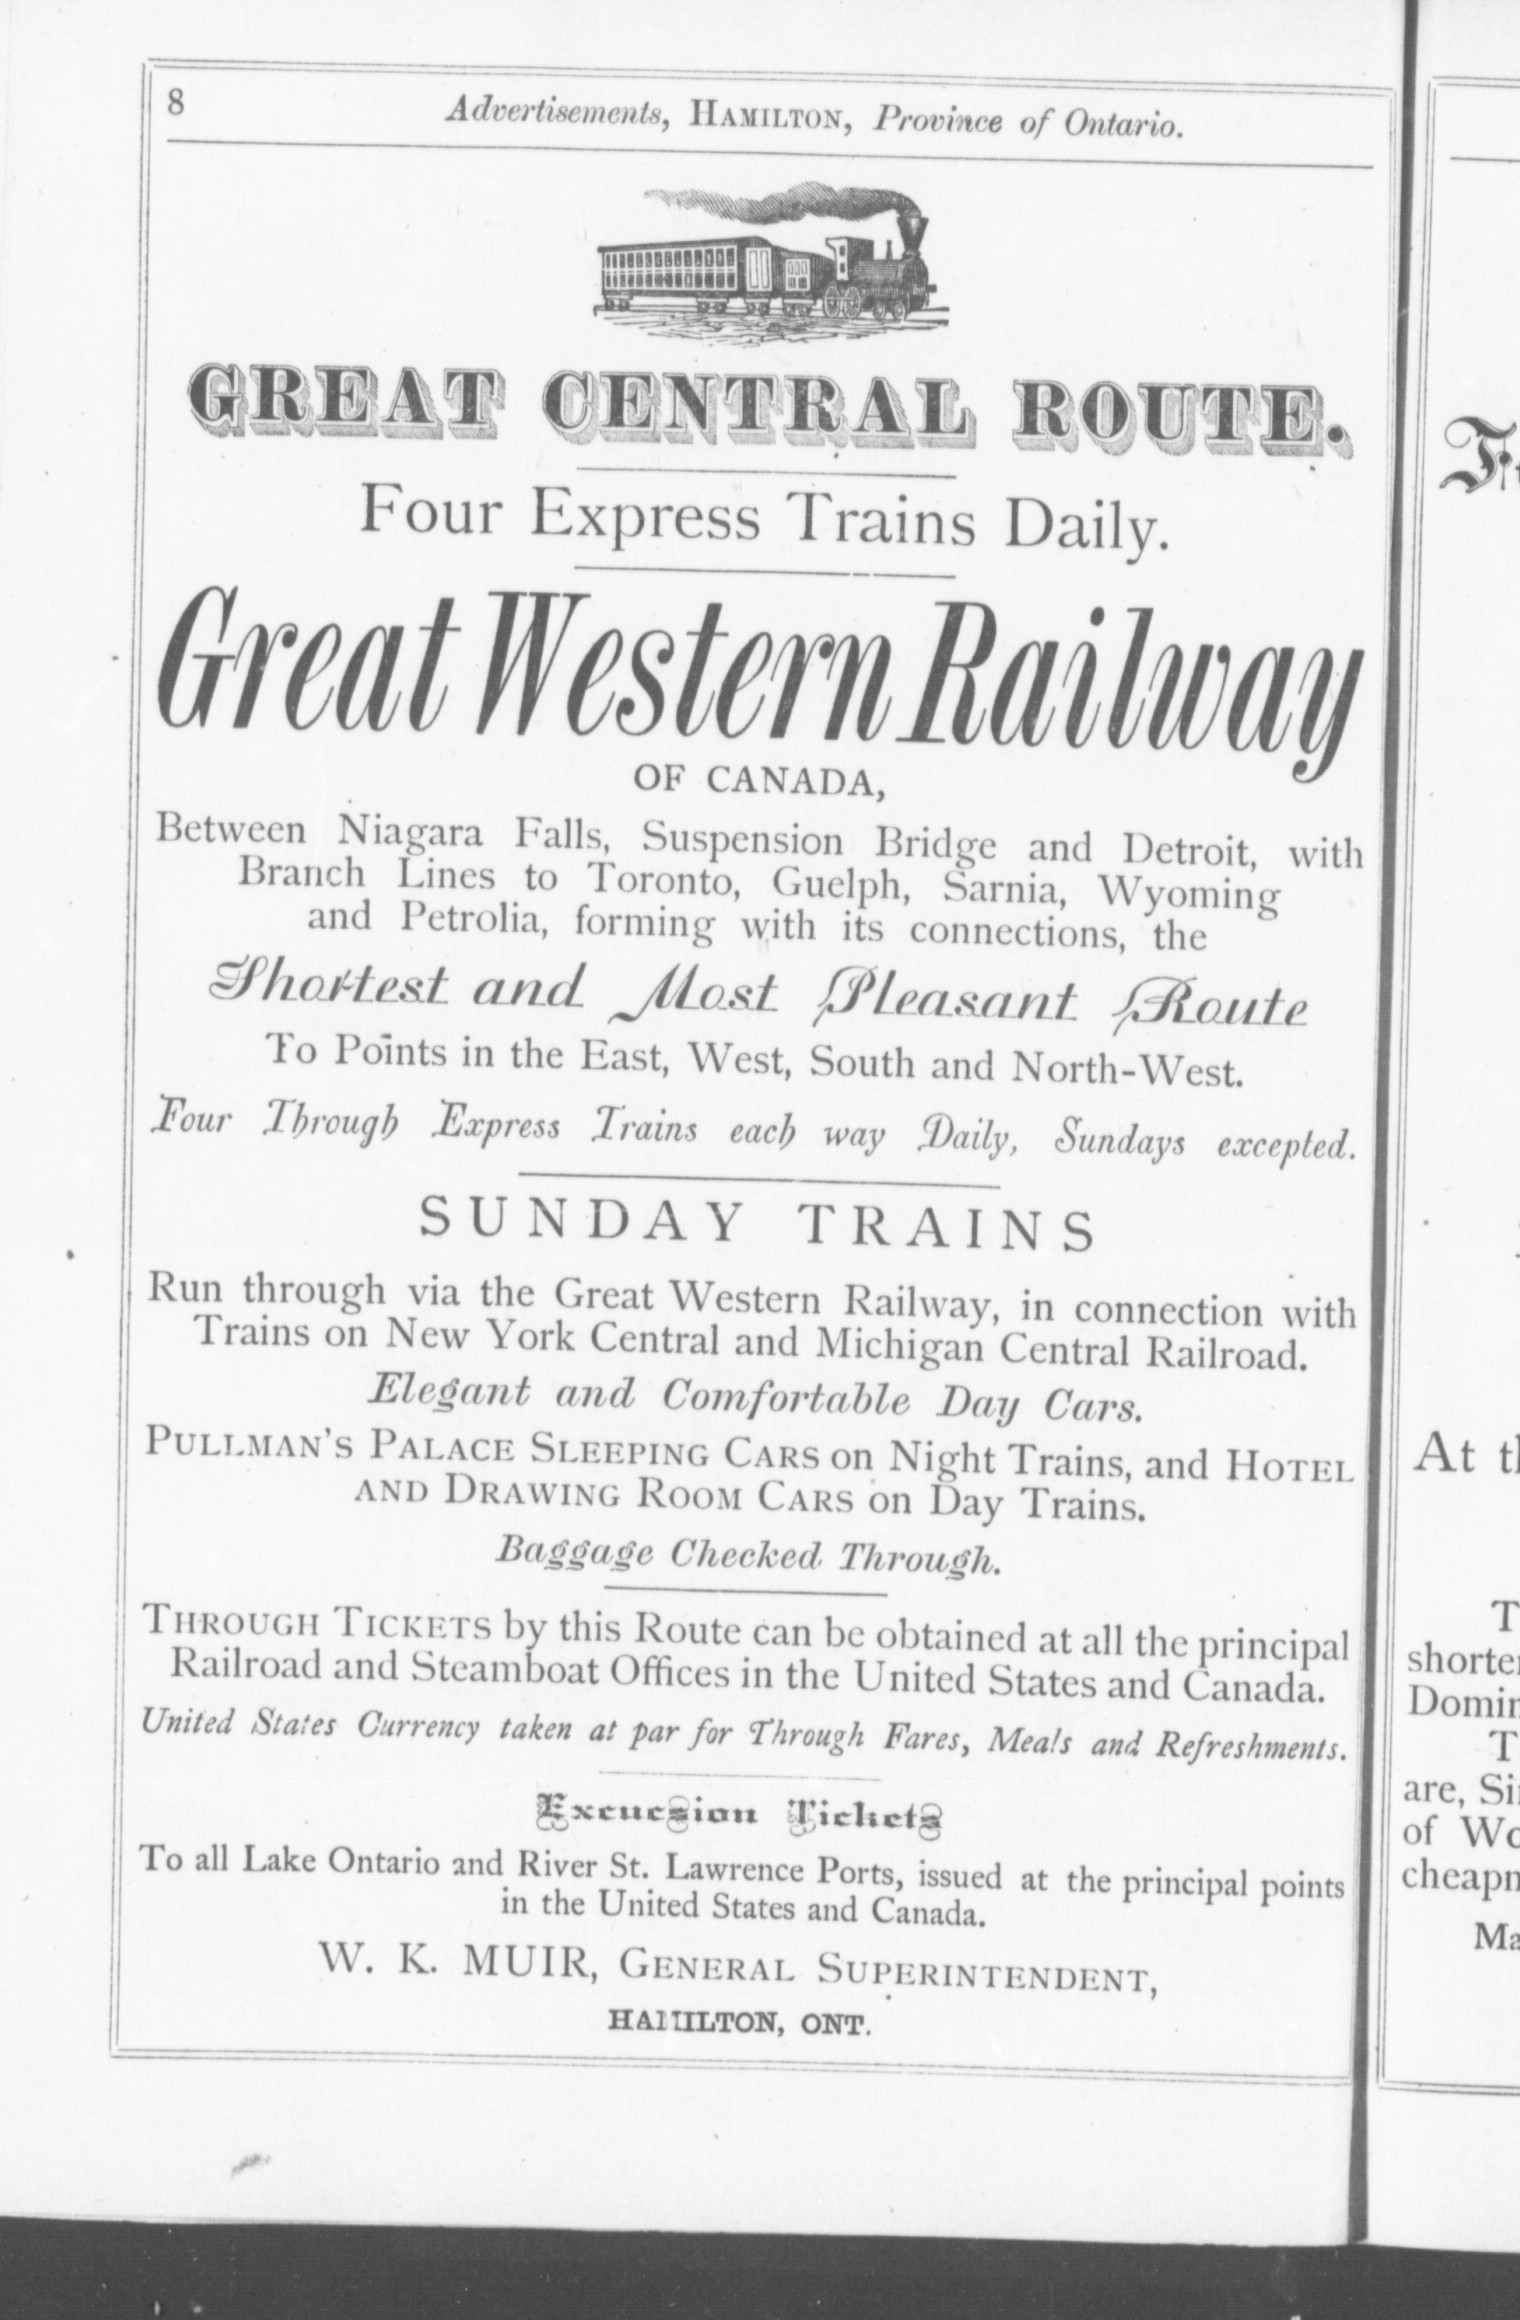 8
Advertisements, HAMILTON, Province of Ontario.
GREAT CENTRAL ROUTE.
Four Express Trains Daily.
Great Western Railway
OF CANADA,
Between Niagara Falls, Suspension Bridge and Detroit, with
Branch Lines to Toronto, Guelph, Sarnia, Wyoming
and Petrolia, forming with its connections, the
Shortest and Most Pleasant Route
To Points in the East, West, South and North-West.
Four Through Express Trains each way Daily, Sundays excepted.
SUNDAY TRAINS
Run through via the Great Western Railway, in connection with
Trains on New York Central and Michigan Central Railroad.
Elegant and Comfortable Day Cars.
PULLMAN'S PALACE SLEEPING CARS on Night Trains, and HOTEL
AND DRAWING ROOM CARS on Day Trains.
Baggage Checked Through.
THROUGH TICKETS by this Route can be obtained at all the principal
Railroad and Steamboat Offices in the United States and Canada.
United States Currency taken at par for Through Fares, Meals and Refreshments.
Excursion Tickets
To all Lake Ontario and River St. Lawrence Ports, issued at the principal points
in the United States and Canada.
W. K. MUIR, GENERAL SUPERINTENDENT,
HAMILTON, ONT.
At
are,
of